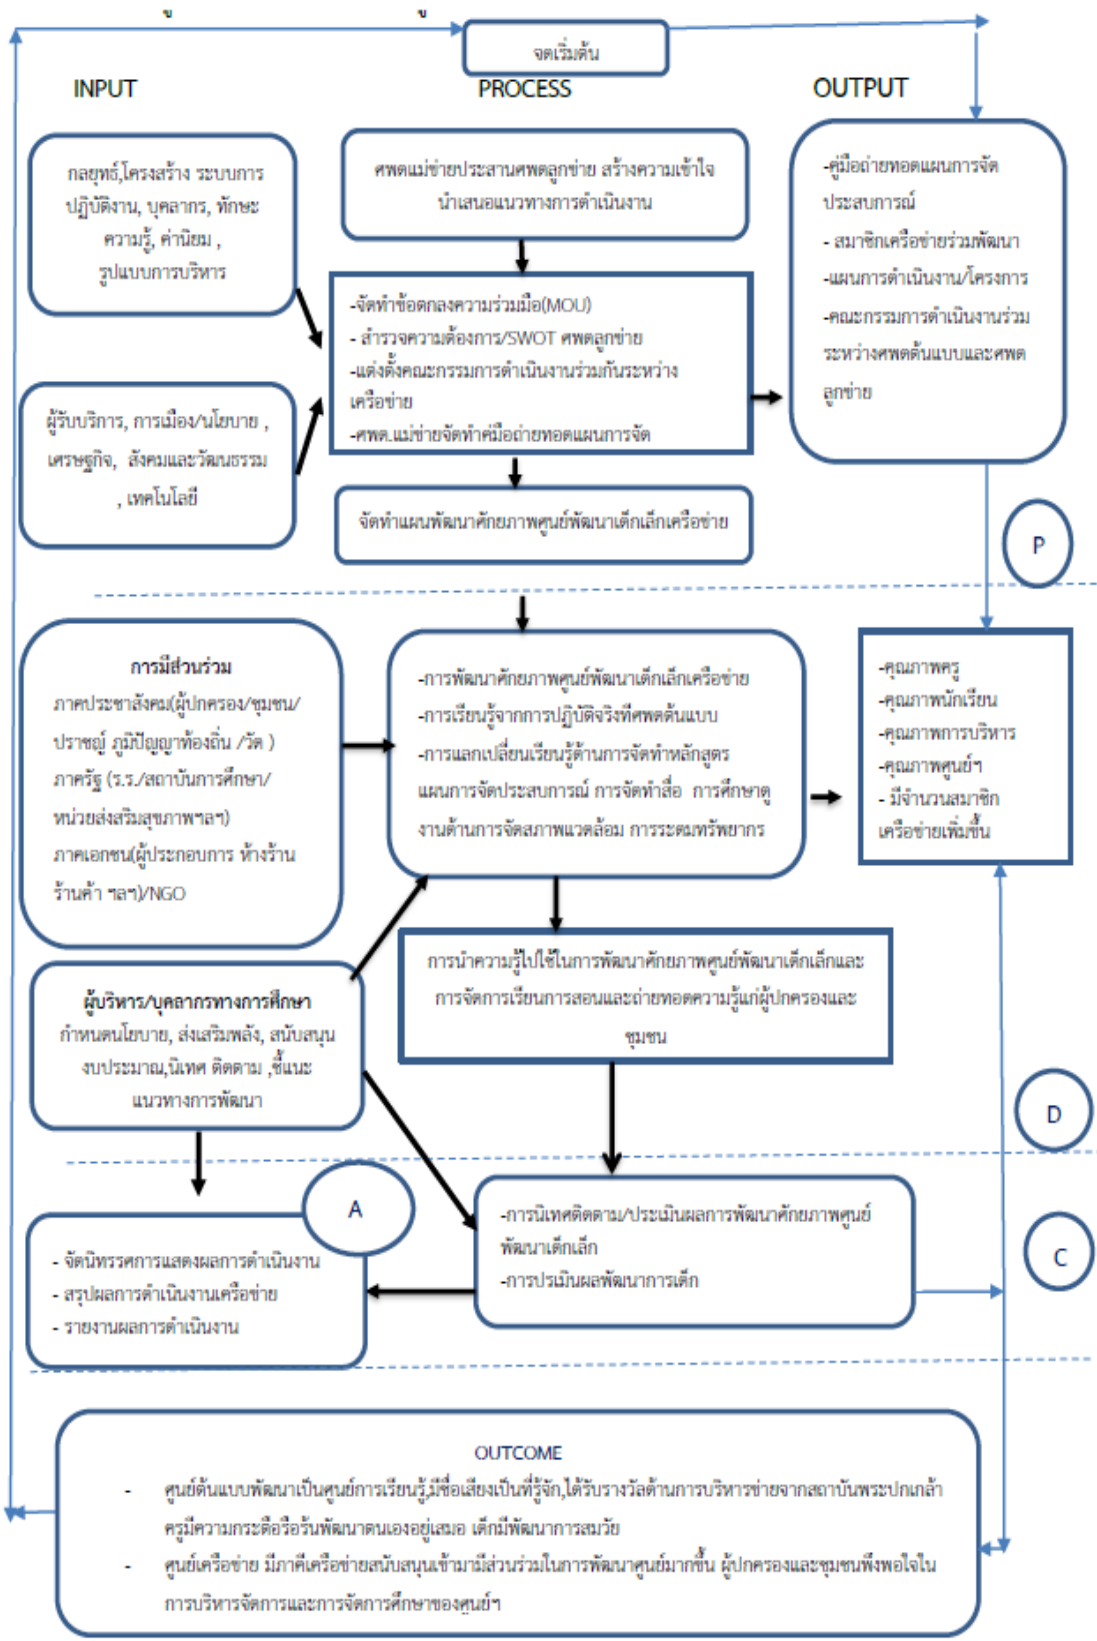 จดเริ่มต้น
INPUT
PROCESS
OUTPUT
กลยุทธ์,โครงสร้าง ระบบการ
ปฏิบัติงาน, บุคลากร, ทักษะ
ความรู้, ค่านิยม ,
รูปแบบการบริหาร
ผู้รับบริการ, การเมือง/นโยบาย ,
เศรษฐกิจ, สังคมและวัฒนธรรม
, เทคโนโลยี
ศพดแม่ข่ายประสานศพดลูกข่าย สร้างความเข้าใจ
นำเสนอแนวทางการดำเนินงาน
-จัดทำข้อตกลงความร่วมมือ(MOU)
- สำรวจความต้องการ/SWOT ศพดลูกข่าย
-แต่งตั้งคณะกรรมการดำเนินงานร่วมกันระหว่าง
เครือข่าย
-ศพด.แม่ข่ายจัดทำคู่มือถ่ายทอดแผนการจัด
จัดทำแผนพัฒนาศักยภาพศูนย์พัฒนาเด็กเล็กเครือข่าย
-คู่มือถ่ายทอดแผนการจัด
ประสบการณ์
- สมาชิกเครือข่ายร่วมพัฒนา
-แผนการดำเนินงาน/โครงการ
-คณะกรรมการดำเนินงานร่วม
ระหว่างศพดต้นแบบและศพด
ลูกข่าย
P
การมีส่วนร่วม
ภาคประชาสังคม(ผู้ปกครอง/ชุมชน/
ปราชญ์ ภูมิปัญญาท้องถิ่น /วัด )
ภาครัฐ (ร.ร./สถาบันการศึกษา/
หน่วยส่งสริมสุขภาพฯลฯ)
ภาคเอกชน(ผู้ประกอบการ ห้างร้าน
ร้านค้า ฯลฯ)/NGO
-การพัฒนาศักยภาพศูนย์พัฒนาเด็กเล็กเครือข่าย
-การเรียนรู้จากการปฏิบัติจริงที่ศพดต้นแบบ
-การแลกเปลี่ยนเรียนรู้ด้านการจัดทำหลักสูตร
แผนการจัดประสบการณ์ การจัดทำสื่อ การศึกษาดู
งานด้านการจัดสภาพแวดล้อม การระดมทรัพยากร
-คุณภาพครู
-คุณภาพนักเรียน
-คุณภาพการบริหาร
-คุณภาพศูนย์ฯ
- มีจำนวนสมาชิก
เครือข่ายเพิ่มขึ้น
ผู้บริหาร/บุคลากรทางการศึกษา
กำหนดนโยบาย, ส่งเสริมพลัง, สนับสนุน
งบประมาณ,นิเทศ ติดตาม ,ชี้แนะ
แนวทางการพัฒนา
การนำความรู้ไปใช้ในการพัฒนาศักยภาพศูนย์พัฒนาเด็กเล็กและ
การจัดการเรียนการสอนและถ่ายทอดความรู้แก่ผู้ปกครองและ
ชุมชน
D
A
- จัดนิทรรศการแสดงผลการดำเนินงาน
- สรุปผลการดำเนินงานเครือข่าย
- รายงานผลการดำเนินงาน
-การนิเทศติดตาม/ประเมินผลการพัฒนาศักยภาพศูนย์
พัฒนาเด็กเล็ก
-การปรเมินผลพัฒนาการเด็ก
C
OUTCOME
- ศูนย์ต้นแบบพัฒนาเป็นศูนย์การเรียนรู้,มีชื่อเสียงเป็นที่รู้จัก,ได้รับรางวัลด้านการบริหารข่ายจากสถาบันพระปกเกล้า
ครูมีความกระตือรือร้นพัฒนาตนเองอยู่เสมอ เด็กมีพัฒนาการสมวัย
- ศูนย์เครือข่าย มีภาคีเครือข่ายสนับสนุนเข้ามามีส่วนร่วมในการพัฒนาศูนย์มากขึ้น ผู้ปกครองและชุมชนพึงพอใจใน
การบริหารจัดการและการจัดการศึกษาของศูนย์ฯ